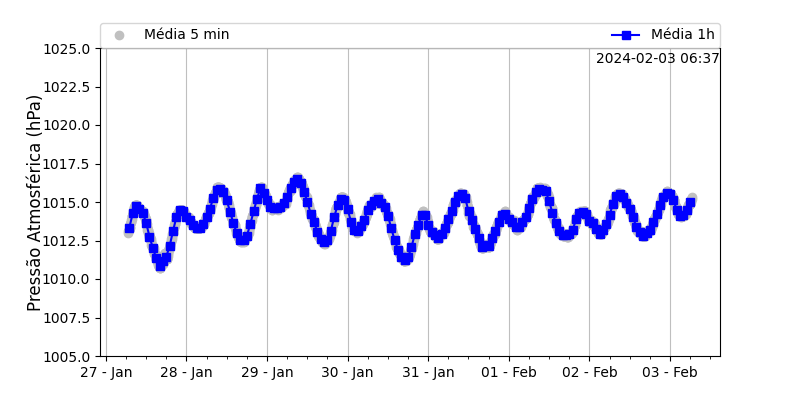 Média 5 min
Média 1h
2024-02-03 06:37
Pressão Atmosférica (hPa)
1025.0
1022.5
1020.0
1017.5
1015.0
1012.5
1010.0
1007.5
1005.0
27 - Jan
28 - Jan
29 - Jan
30 - Jan
31 - Jan
01 - Feb
02 - Feb
03 - Feb